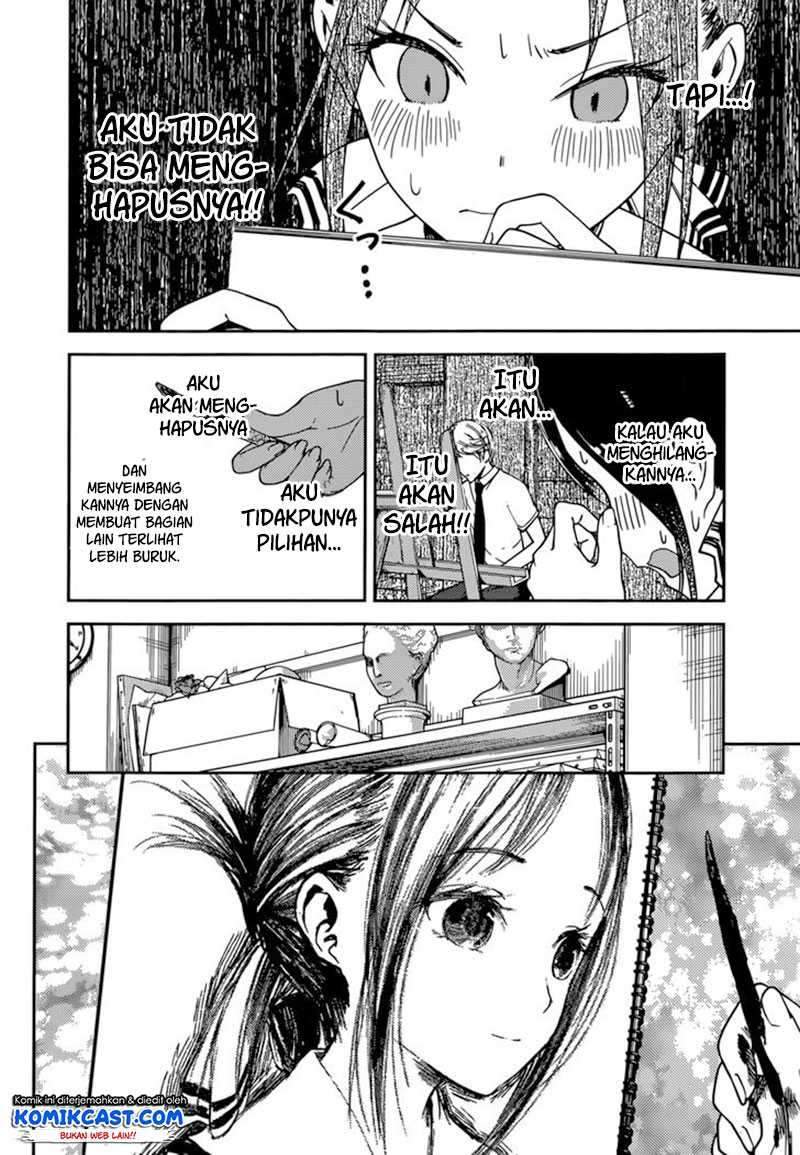 TAPI...!
AKU TIDAK
BISA MENG-
HAPUSNYA!!
くっ…
KALAU AKU
MENGHILANG-
KANNYA...
ITU
AKAN...
ITU
AKAN
SALAH!!
AKU
AKAN MENG-
HAPUSNYA
AKU
TIDAKPUNYA
PILIHAN...
DAN
MENYEIMBANG
KANNYA DENGAN
MEMBUAT BAGIAN
LAIN TERLIHAT
LEBIH BURUK.
Komik ini diterjemahkan & diedit oleh
KOMIKCAST.COM
BUKAN WEB LAIN!!